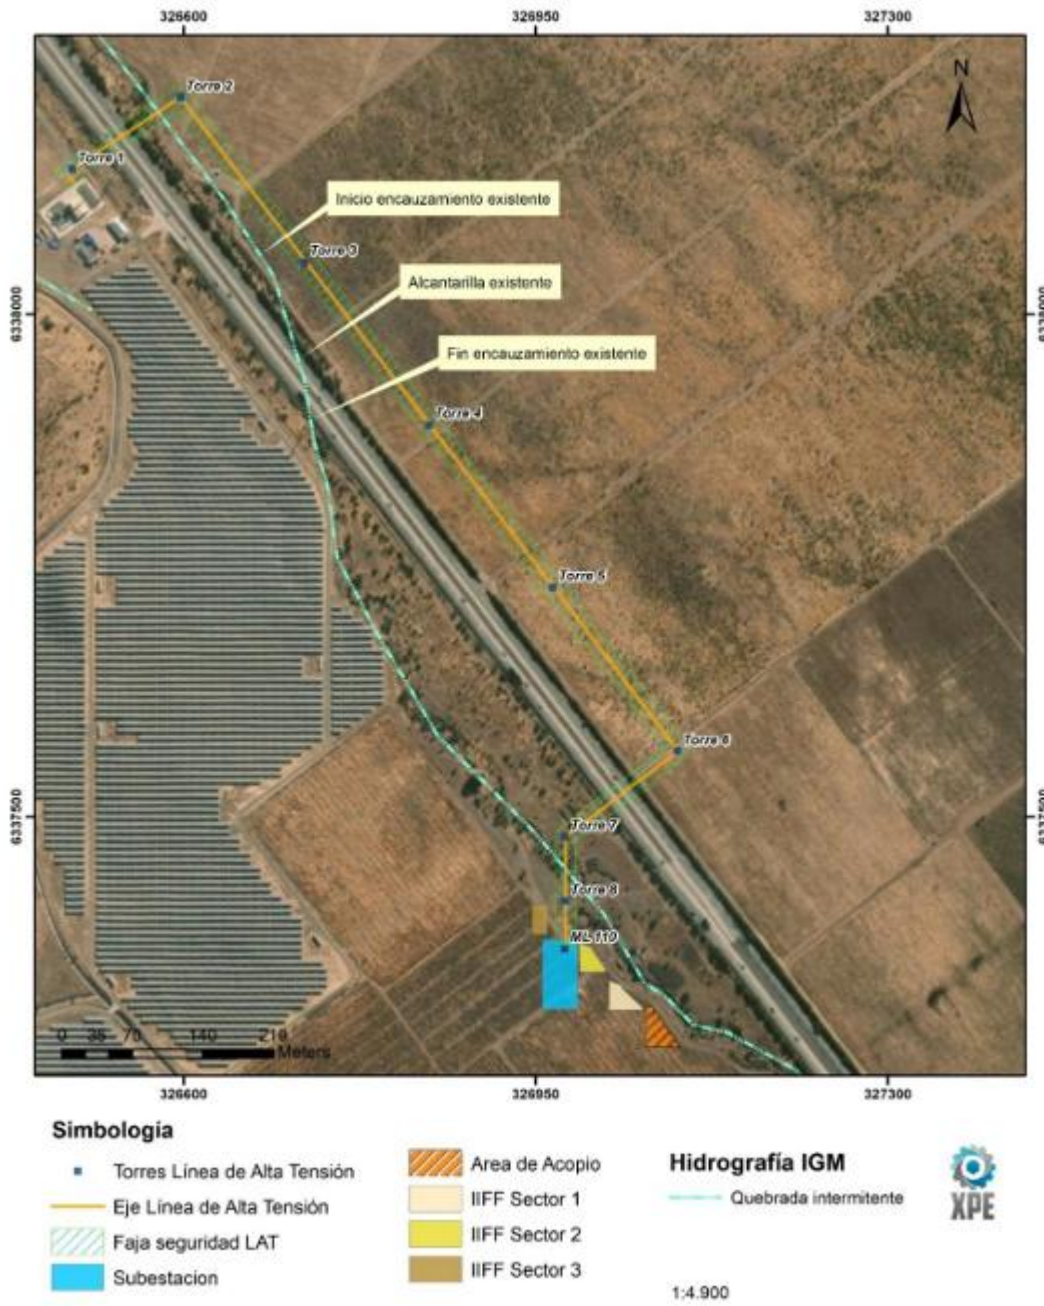 326600 326950 327300
N
Torre 2
Torre 1
Inicio encauzamiento existente
Torre 3
Alcantarilla existente
6338000 6338000
Fin encauzamiento existente
Torre 4
Torre 5
Torre 6
6337500 6337500
Torre 7
Torre 8
ML 110
0 35 70 140 210
Meters
326600 326950 327300
Simbología
Torres Línea de Alta Tensión
Eje Línea de Alta Tensión
Faja seguridad LAT
Subestacion
Area de Acopio
IIFF Sector 1
IIFF Sector 2
IIFF Sector 3
Hidrografía IGM
Quebrada intermitente
XPE
1:4.900